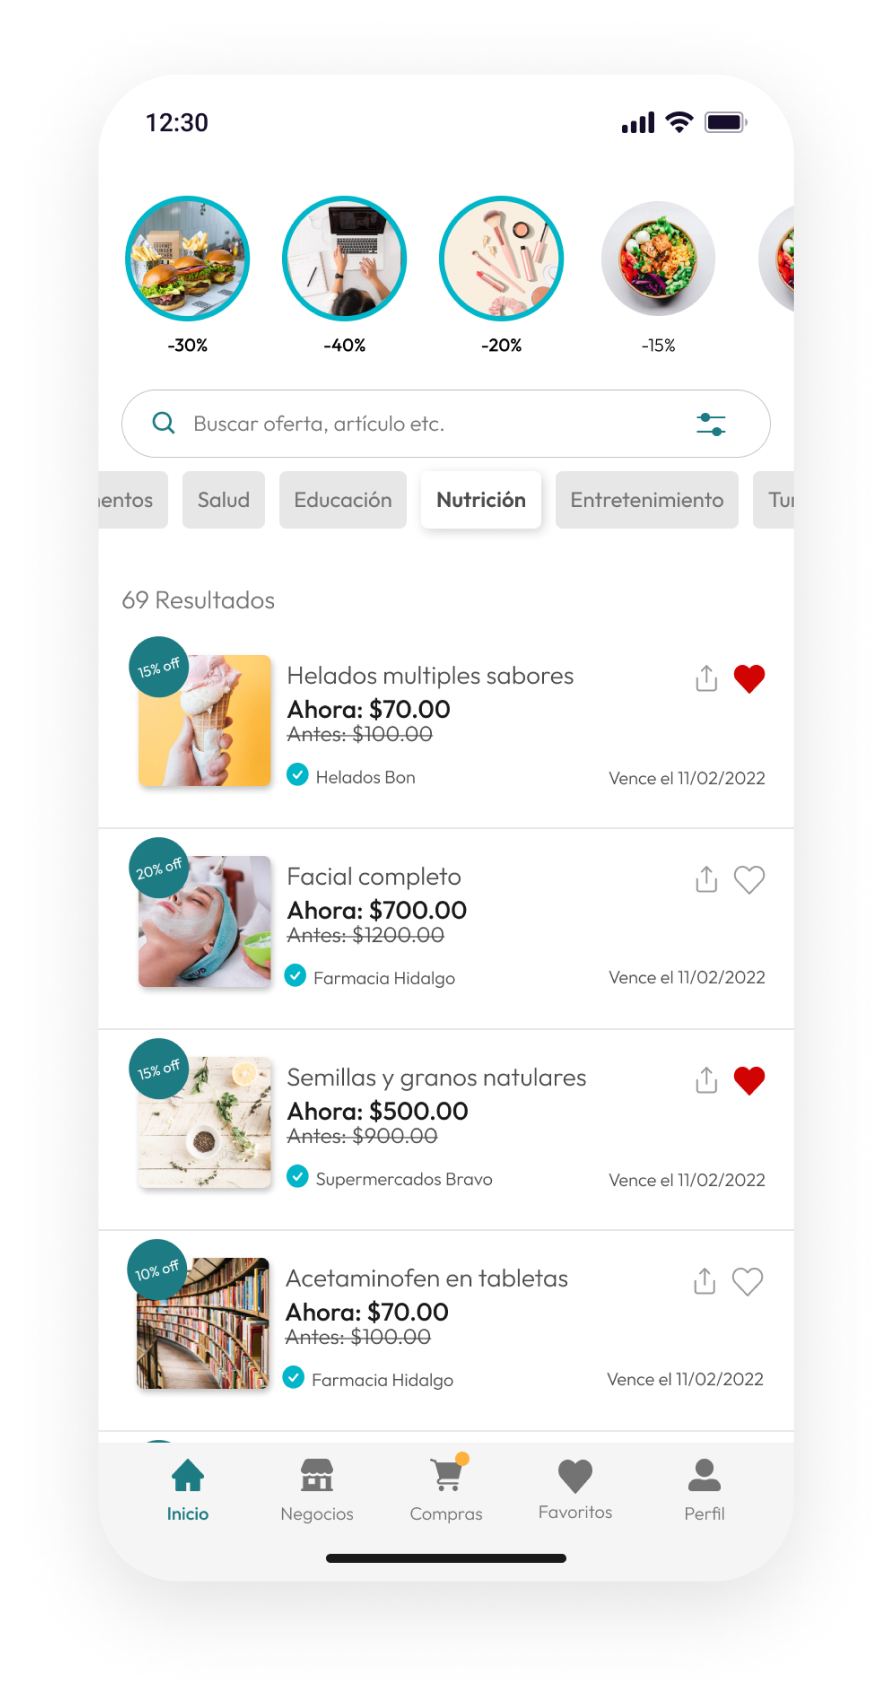 12:30
-30%
-40%
-20%
-15%
Buscar oferta, artículo etc.
entos
Salud
Educación
Nutrición
Entretenimiento
Tur
69 Resultados
15% off
Helados multiples sabores
Ahora: $70.00
Antes: $100.00
Helados Bon
Vence el 11/02/2022
20% off
Facial completo
Ahora: $700.00
Antes: $1200.00
Farmacia Hidalgo
Vence el 11/02/2022
15% off
Semillas y granos natulares
Ahora: $500.00
Antes: $900.00
Supermercados Bravo
Vence el 11/02/2022
10% off
Acetaminofen en tabletas
Ahora: $70.00
Antes: $100.00
Farmacia Hidalgo
Vence el 11/02/2022
Inicio
Negocios
Compras
Favoritos
Perfil